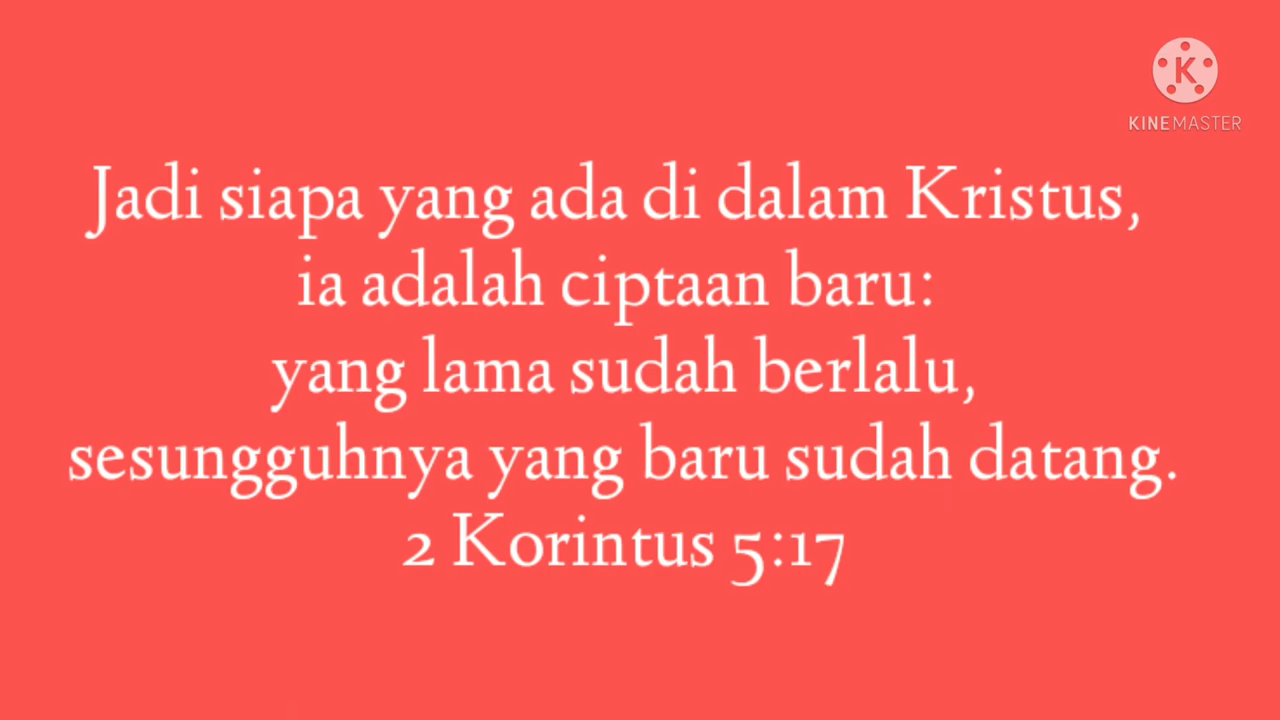 KINEMASTER
Jadi siapa yang ada di dalam Kristus,
ia adalah ciptaan baru:
yang lama sudah berlalu,
sesungguhnya yang baru sudah datang.
2 Korintus 5:17